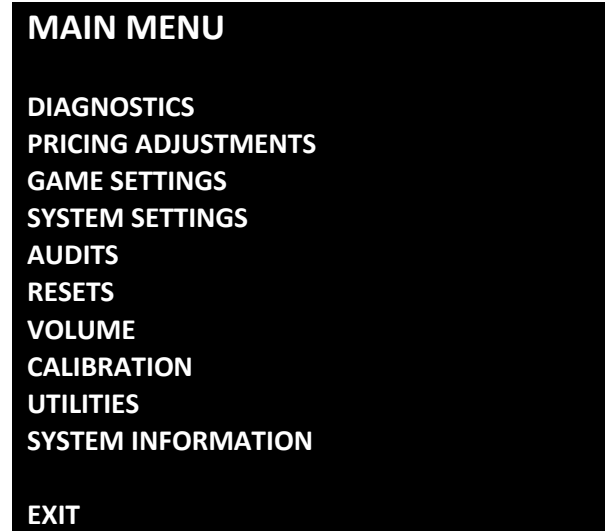 MAIN MENU
DIAGNOSTICS
PRICING ADJUSTMENTS
GAME SETTINGS
SYSTEM SETTINGS
AUDITS
RESETS
VOLUME
CALIBRATION
UTILITIES
SYSTEM INFORMATION
EXIT